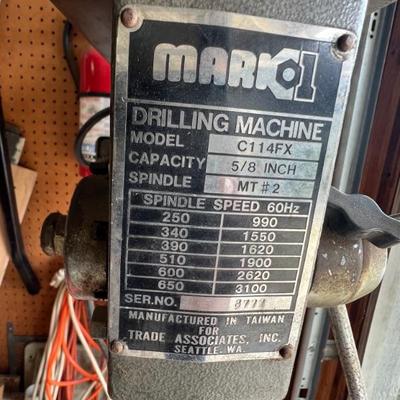 MARK 1
DRILLING MACHINE
MODEL C114FX
CAPACITY 5/8 INCH
SPINDLE MT#2
SPINDLE SPEED 60Hz
250 990
340 1550
390 1620
510 1900
600 2620
650 3100
SER.NO.
MANUFACTURED IN TAIWAN
FOR
TRADE ASSOCIATES, INC.
SEATTLE. WA.